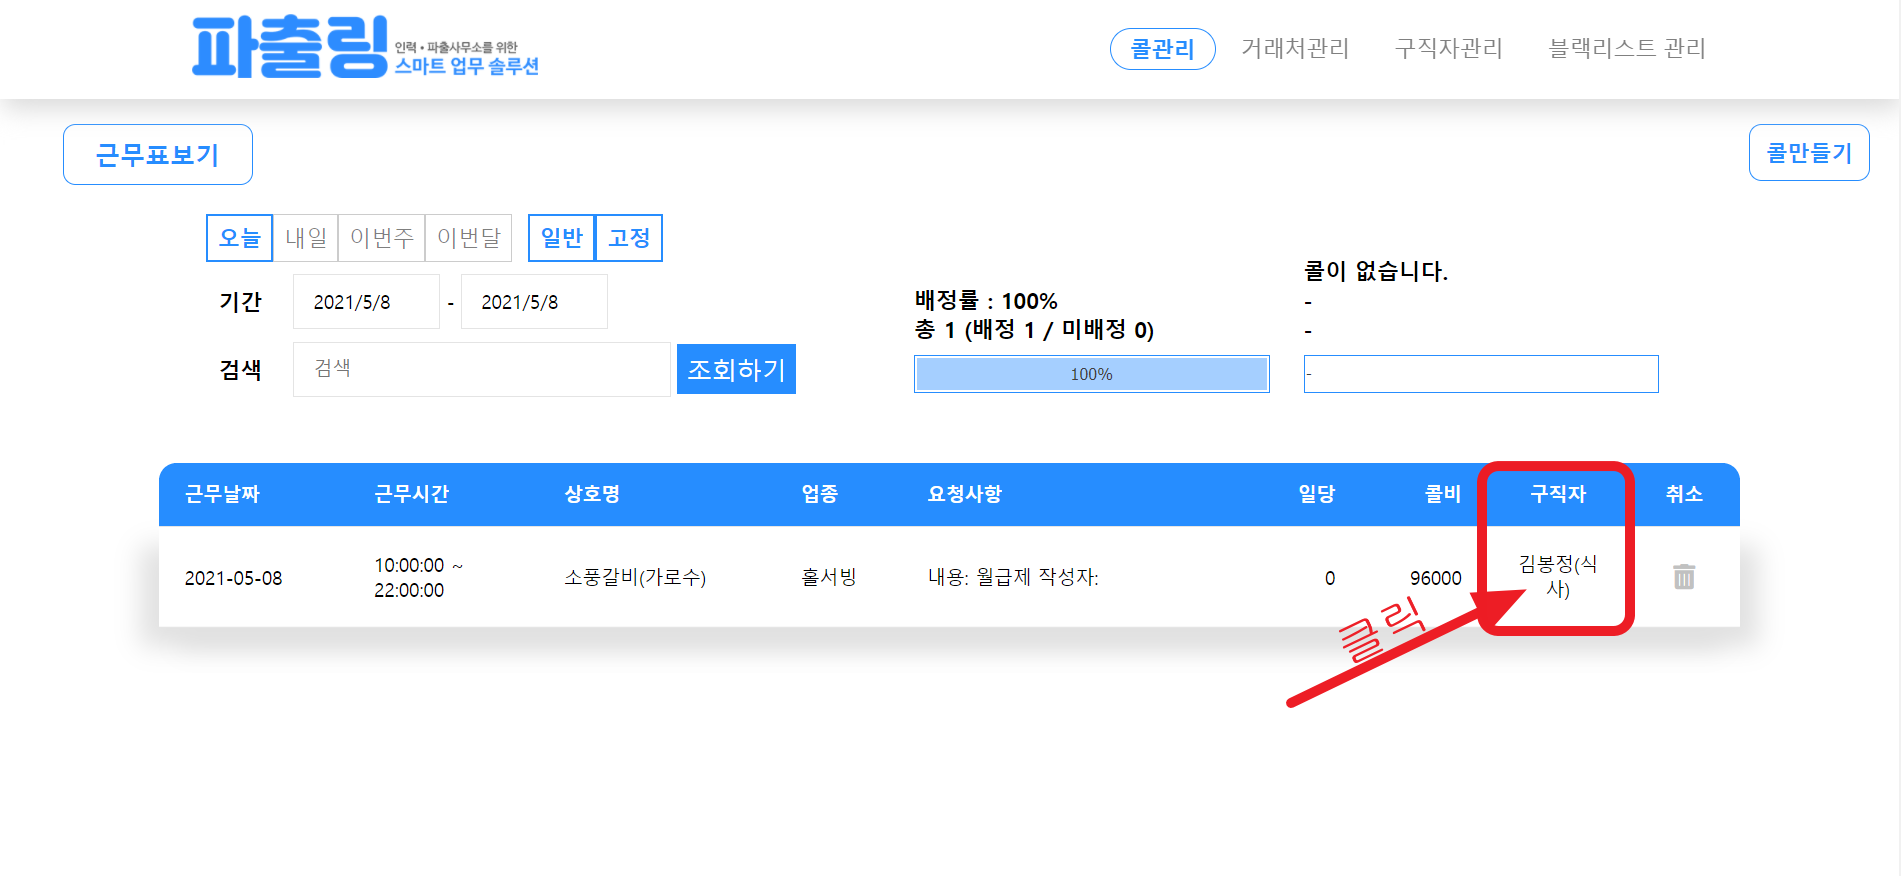 파출링
인력 • 파출사무소를 위한
스마트 업무 솔루션
콜관리 거래처관리 구직자관리 블랙리스트 관리
근무표보기
콜만들기
오늘 내일 이번주 이번달 일반 고정
기간 2021/5/8 - 2021/5/8
검색 검색 조회하기
배정률 : 100%
총 1 (배정 1 / 미배정 0)
100%
콜이 없습니다.
-
-
-
근무날짜 근무시간 상호명 업종 요청사항 일당 콜비 구직자 취소
2021-05-08 10:00:00 ~ 소풍갈비(가로수) 홀서빙 내용: 월급제 작성자: 0 96000 김봉정(식
22:00:00 사)
클릭